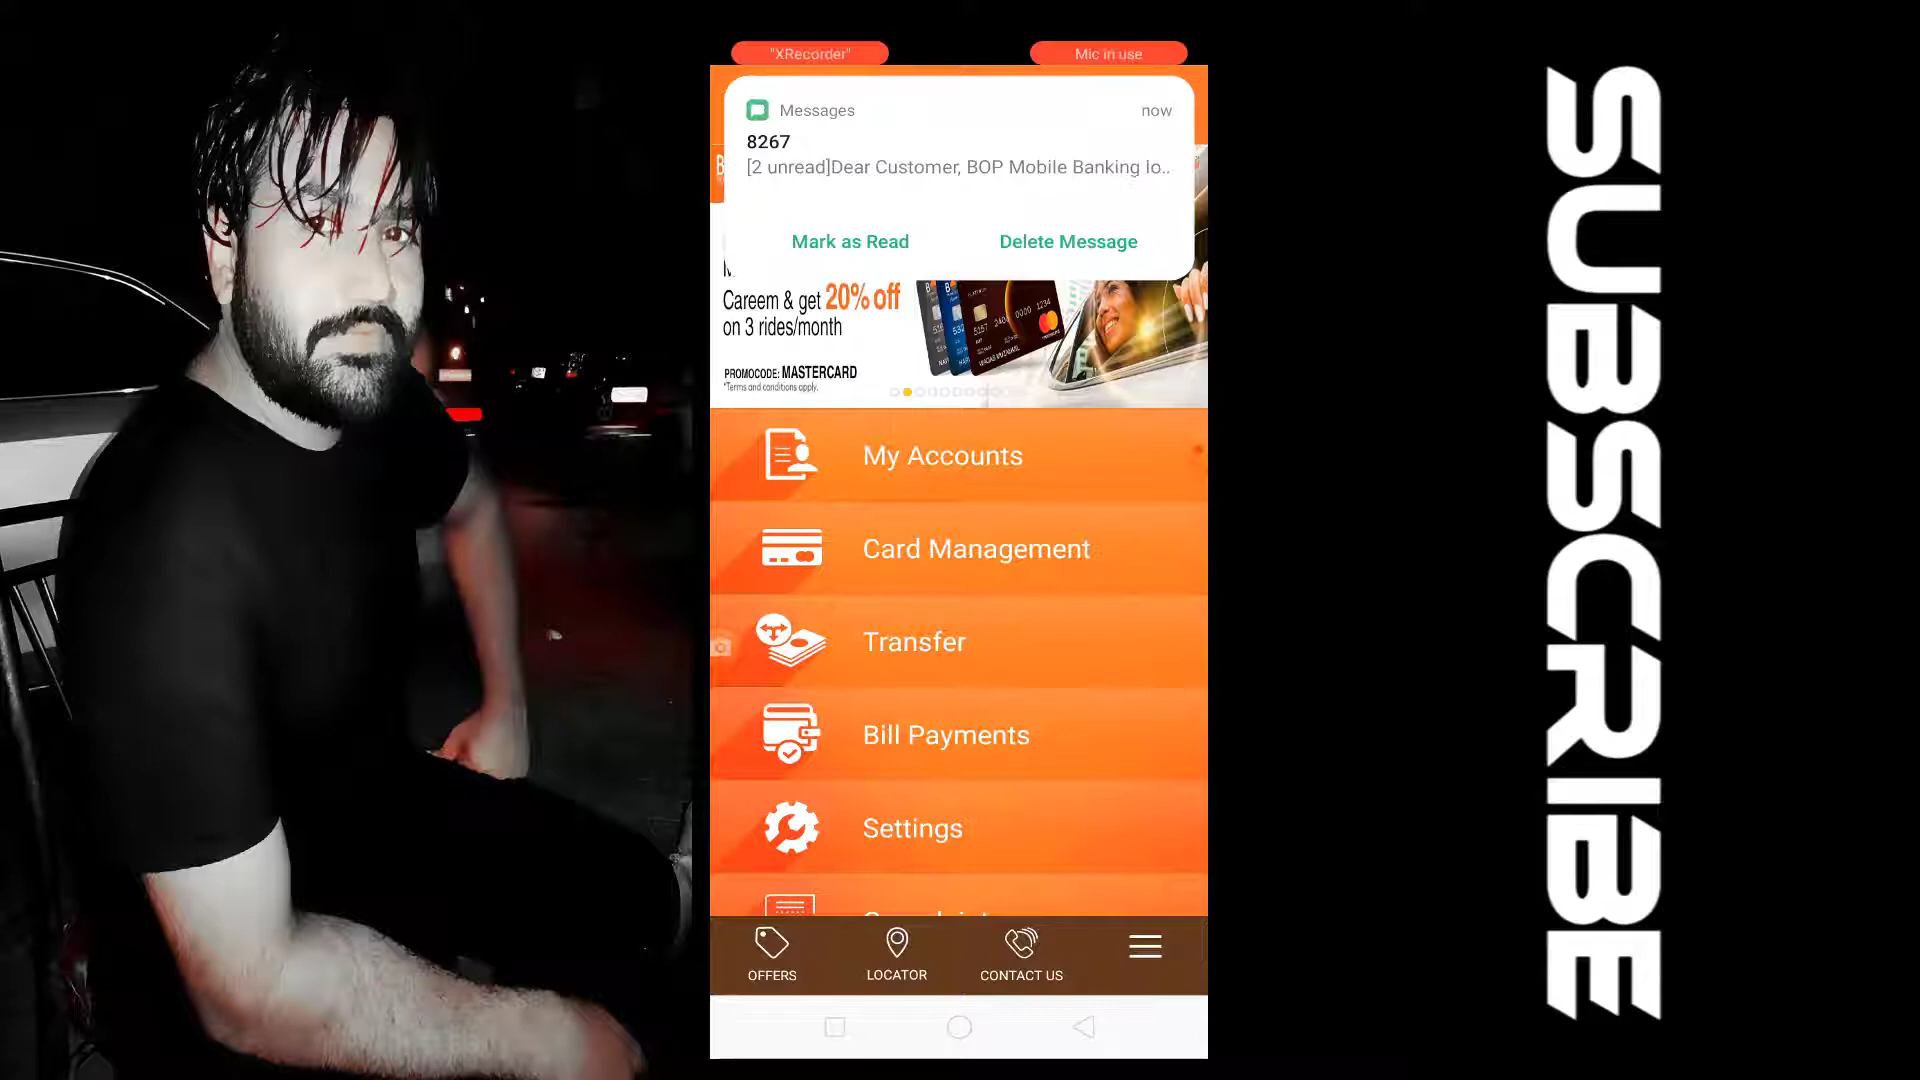 "XRecorder"
Mic in use
Messages
now
8267
[2 unread]Dear Customer, BOP Mobile Banking lo..
Mark as Read
Delete Message
Careem & get 20% off
on 3 rides/month
PROMOCODE: MASTERCARD
*Terms and conditions apply.
My Accounts
Card Management
Transfer
Bill Payments
Settings
OFFERS
LOCATOR
CONTACT US
SUBSCRIBE